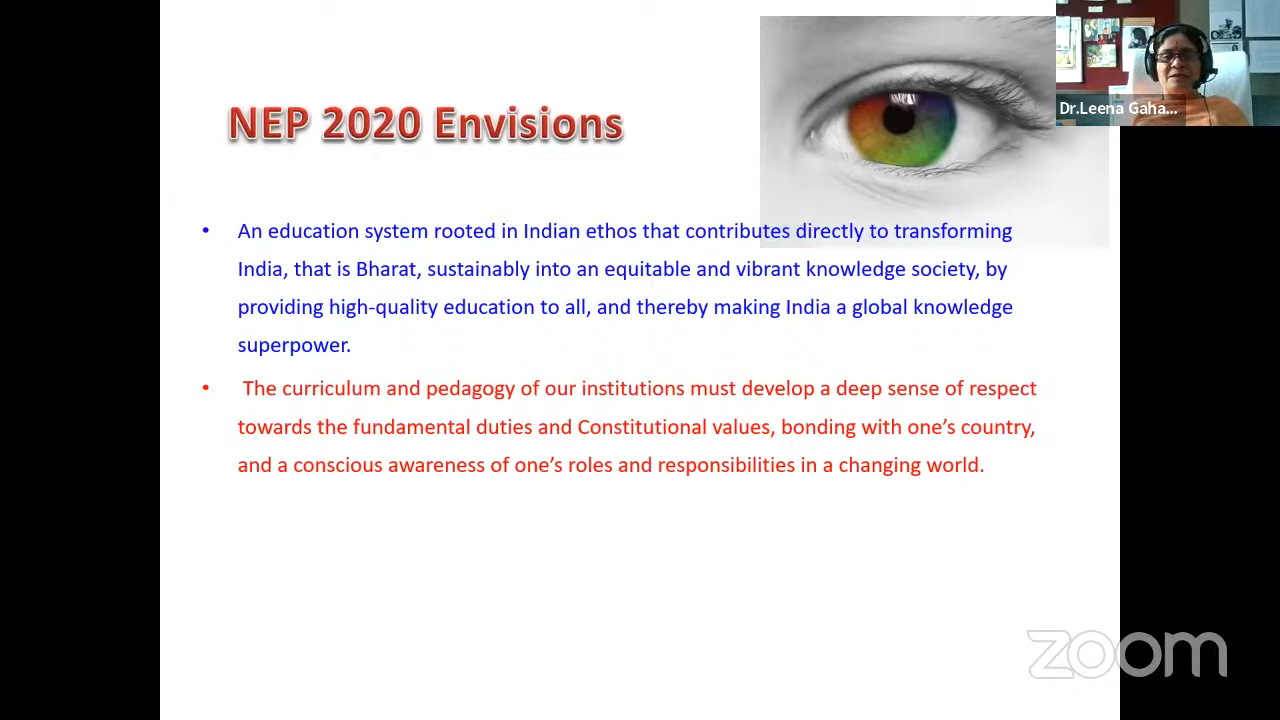 NEP 2020 Envisions
Dr.Leena Gaha...
• An education system rooted in Indian ethos that contributes directly to transforming
India, that is Bharat, sustainably into an equitable and vibrant knowledge society, by
providing high-quality education to all, and thereby making India a global knowledge
superpower.
• The curriculum and pedagogy of our institutions must develop a deep sense of respect
towards the fundamental duties and Constitutional values, bonding with one’s country,
and a conscious awareness of one’s roles and responsibilities in a changing world.
zoom